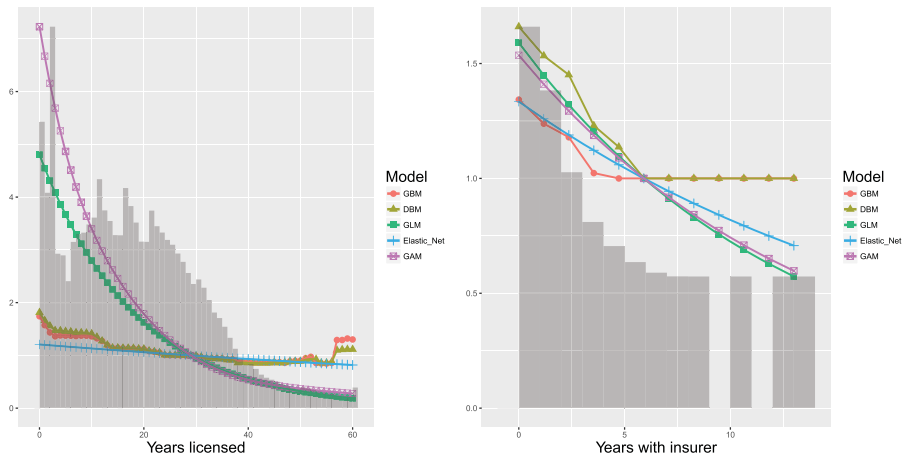 6
4
2
0
0
20
40
60
Years licensed
Model
GBM
DBM
GLM
Elastic_Net
GAM
1.5
1.0
0.5
0.0
0
5
10
Years with insurer
Model
GBM
DBM
GLM
Elastic_Net
GAM